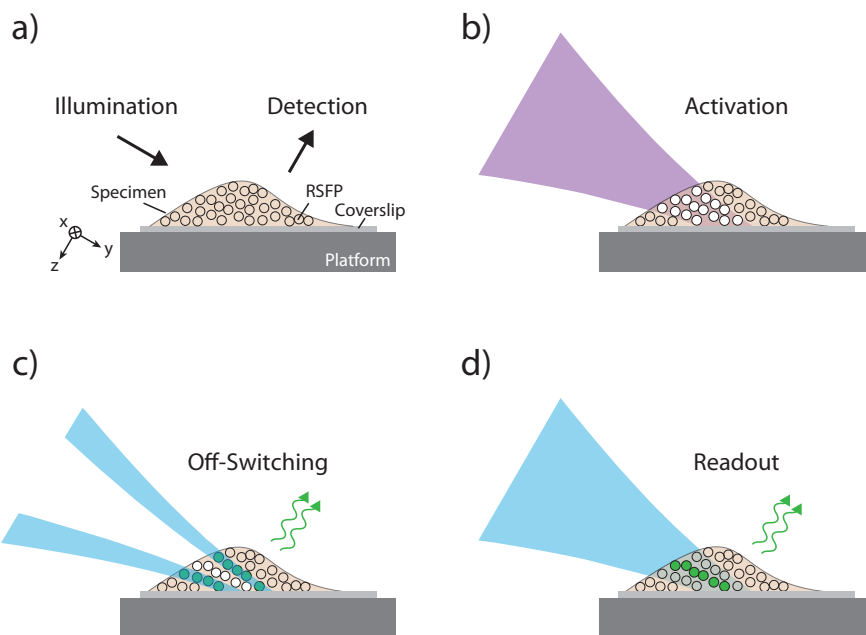 a)
Illumination
Detection
Specimen
RSFP
Coverslip
x
y
z
Platform
b)
Activation
c)
Off-Switching
d)
Readout